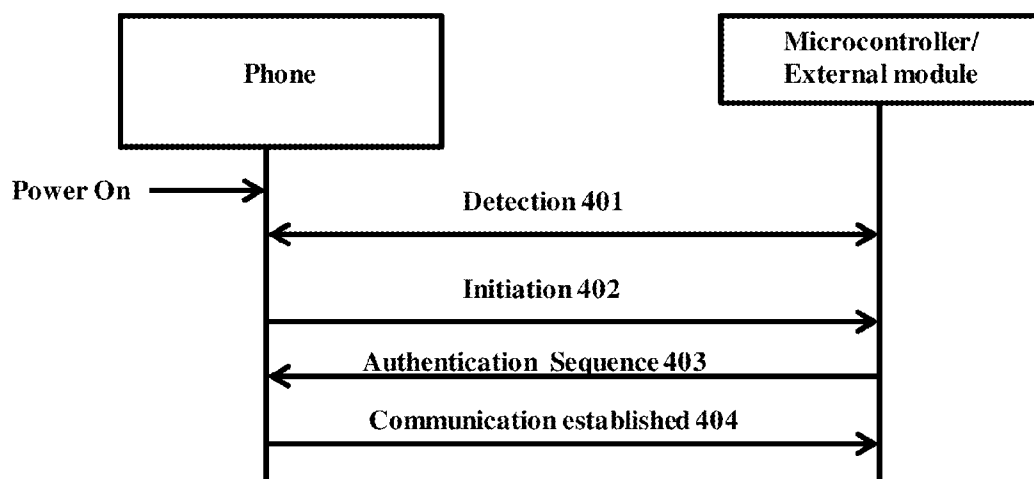 Phone
Microcontroller/
External module
Power On
Detection 401
Initiation 402
Authentication Sequence 403
Communication established 404